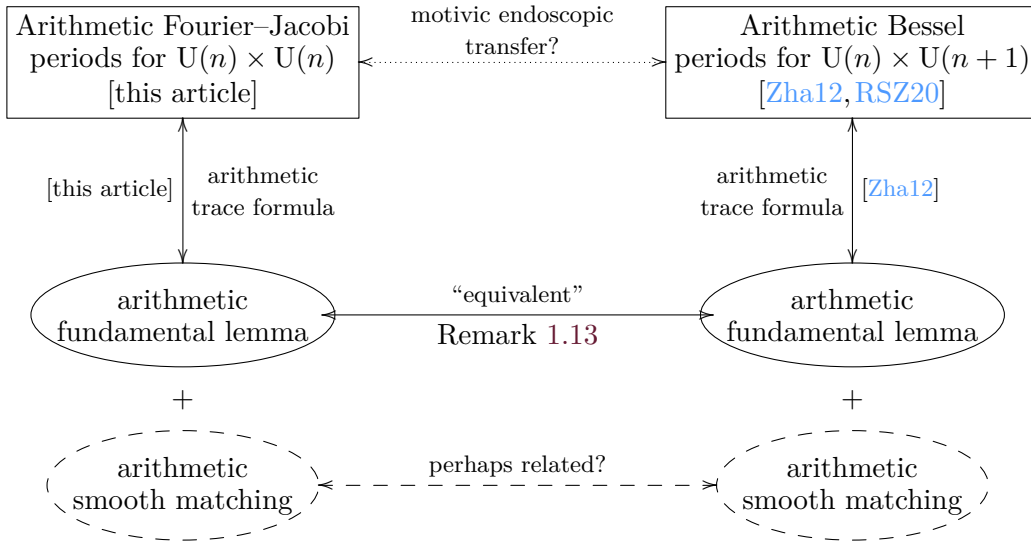 Arithmetic Fourier–Jacobi
periods for U(n) × U(n)
[this article]
motivic endoscopic
transfer?
Arithmetic Bessel
periods for U(n) × U(n + 1)
[Zha12, RSZ20]
[this article]
arithmetic
trace formula
arithmetic
trace formula
[Zha12]
arithmetic
fundamental lemma
“equivalent”
Remark 1.13
arthmetic
fundamental lemma
+
+
arithmetic
smooth matching
perhaps related?
arithmetic
smooth matching